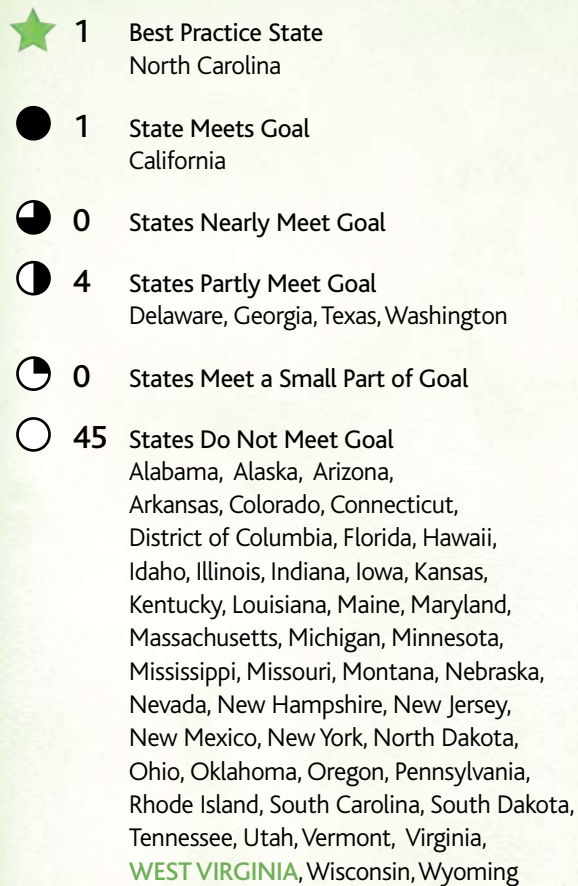 1 Best Practice State
North Carolina
1 State Meets Goal
California
0 States Nearly Meet Goal
4 States Partly Meet Goal
Delaware, Georgia, Texas, Washington
0 States Meet a Small Part of Goal
45 States Do Not Meet Goal
Alabama, Alaska, Arizona,
Arkansas, Colorado, Connecticut,
District of Columbia, Florida, Hawaii,
Idaho, Illinois, Indiana, Iowa, Kansas,
Kentucky, Louisiana, Maine, Maryland,
Massachusetts, Michigan, Minnesota,
Mississippi, Missouri, Montana, Nebraska,
Nevada, New Hampshire, New Jersey,
New Mexico, New York, North Dakota,
Ohio, Oklahoma, Oregon, Pennsylvania,
Rhode Island, South Carolina, South Dakota,
Tennessee, Utah, Vermont, Virginia,
WEST VIRGINIA, Wisconsin, Wyoming